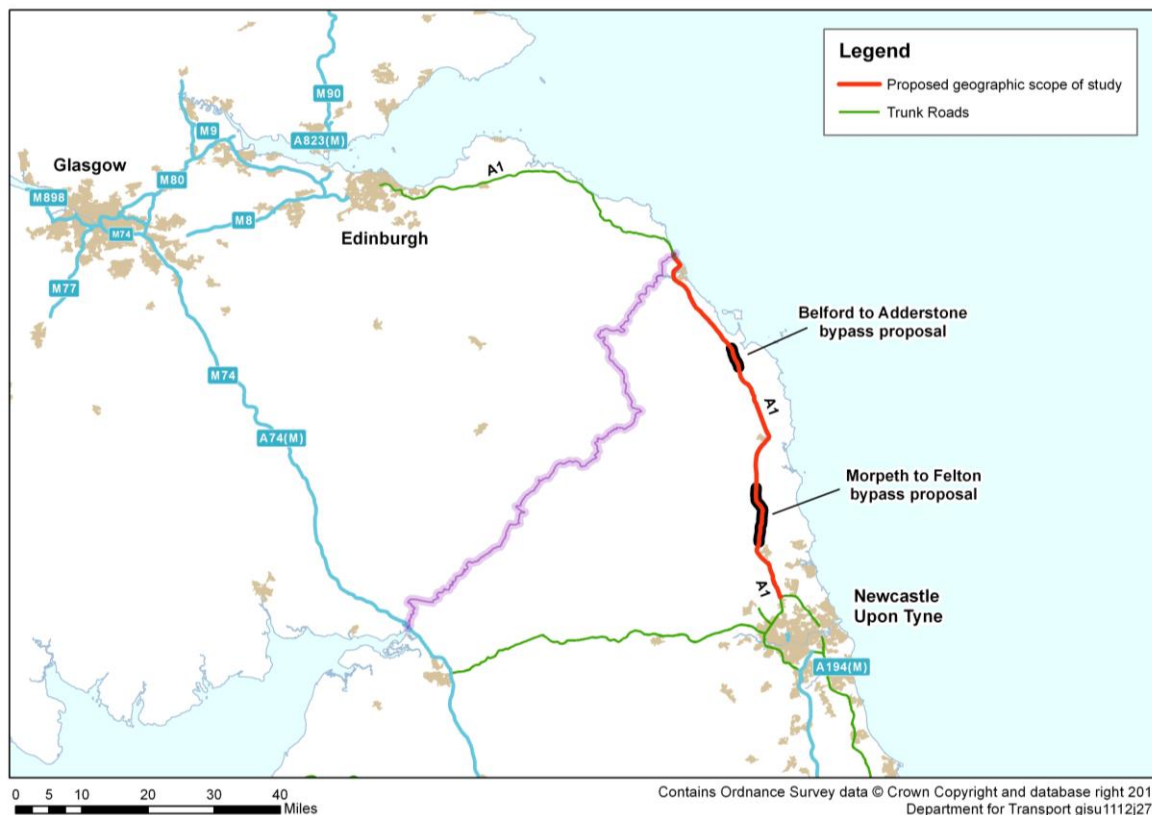 Legend
Proposed geographic scope of study
Trunk Roads
M90
M9
A823(M)
Glasgow
M80
A1
M898
M8
M74
Edinburgh
M77
Belford to Adderstone
bypass proposal
M74
A1
A74(M)
Morpeth to Felton
bypass proposal
A1
Newcastle
Upon Tyne
A194(M)
0 5 10 20 30 40
Miles
Contains Ordnance Survey data © Crown Copyright and database right 201
Department for Transport gisu1112j27